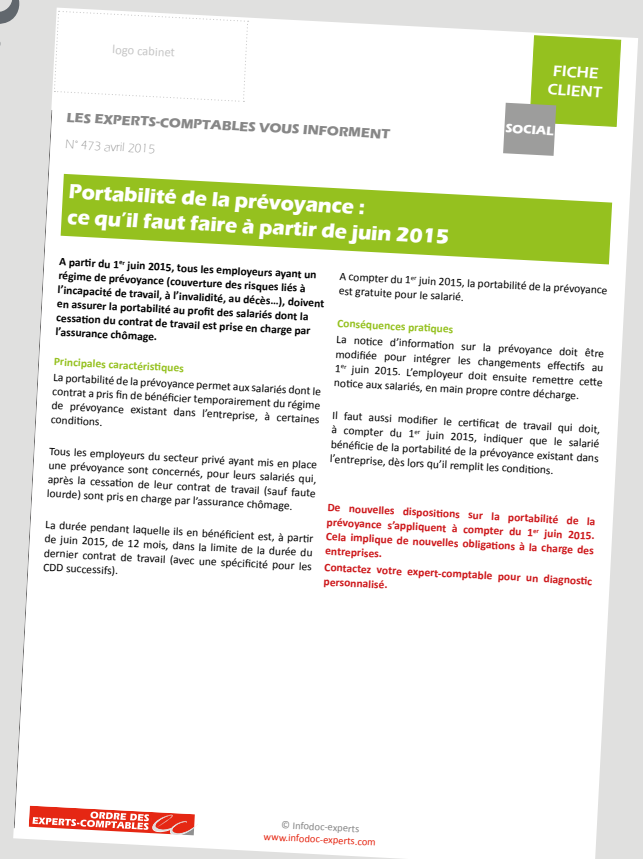 logo cabinet
FICHE
CLIENT
SOCIAL
LES EXPERTS-COMPTABLES VOUS INFORMENT
N° 473 avril 2015
Portabilité de la prévoyance :
ce qu'il faut faire à partir de juin 2015
A partir du 1er juin 2015, tous les employeurs ayant un
régime de prévoyance (couverture des risques liés à
l'incapacité de travail, à l'invalidité, au décès...), doivent
en assurer la portabilité au profit des salariés dont la
cessation du contrat de travail est prise en charge par
l'assurance chômage.
Principales caractéristiques
La portabilité de la prévoyance permet aux salariés dont le
contrat a pris fin de bénéficier temporairement du régime
de prévoyance existant dans l'entreprise, à certaines
conditions.
Tous les employeurs du secteur privé ayant mis en place
une prévoyance sont concernés, pour leurs salariés qui,
après la cessation de leur contrat de travail (sauf faute
lourde) sont pris en charge par l'assurance chômage.
La durée pendant laquelle ils en bénéficient est, à partir
de juin 2015, de 12 mois, dans la limite de la durée du
dernier contrat de travail (avec une spécificité pour les
CDD successifs).
A compter du 1er juin 2015, la portabilité de la prévoyance
est gratuite pour le salarié.
Conséquences pratiques
La notice d'information sur la prévoyance doit être
modifiée pour intégrer les changements effectifs au
1er juin 2015. L'employeur doit ensuite remettre cette
notice aux salariés, en main propre contre décharge.
Il faut aussi modifier le certificat de travail qui doit,
à compter du 1er juin 2015, indiquer que le salarié
bénéficie de la portabilité de la prévoyance existant dans
l'entreprise, dès lors qu'il remplit les conditions.
De nouvelles dispositions sur la portabilité de la
prévoyance s'appliquent à compter du 1er juin 2015.
Cela implique de nouvelles obligations à la charge des
entreprises.
Contactez votre expert-comptable pour un diagnostic
personnalisé.
ORDRE DES
EXPERTS-COMPTABLES
© Infodoc-experts
www.infodoc-experts.com